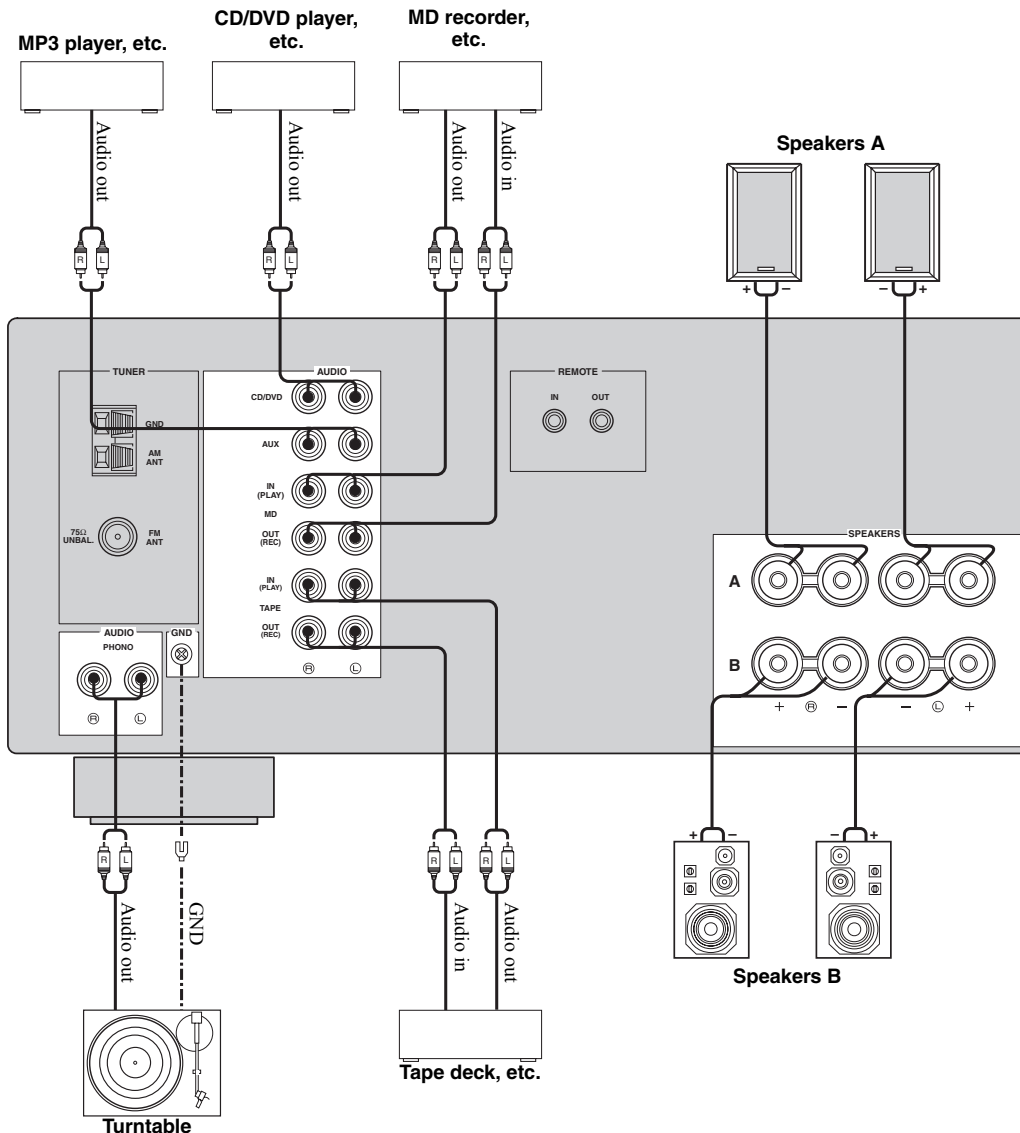 MP3 player, etc.
CD/DVD player,
etc.
MD recorder,
etc.
Audio out
Audio out
Audio out
Audio in
R L
R L
R L
R L
Speakers A
+ −
− +
TUNER
GND
AM
ANT
75Ω
UNBAL.
FM
ANT
AUDIO
CD/DVD
AUX
IN
(PLAY)
MD
OUT
(REC)
IN
(PLAY)
TAPE
OUT
(REC)
Ⓡ Ⓛ
REMOTE
IN OUT
SPEAKERS
A
B
+ Ⓡ − − Ⓛ +
AUDIO
PHONO
Ⓡ Ⓛ
GND
R L
Audio out
GND
R L
R L
Audio in
Audio out
+ −
− +
Speakers B
Turntable
Tape deck, etc.